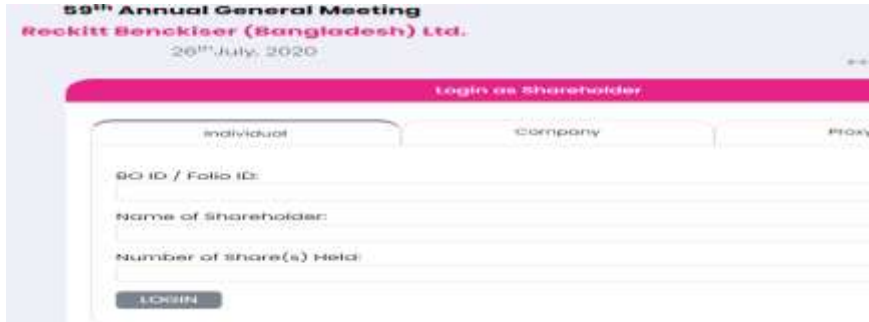 59th Annual General Meeting
Reckitt Benckiser (Bangladesh) Ltd.
26th July, 2020
Login as Shareholder
Individual Company Proxy
BO ID / Folio ID:
Name of Shareholder:
Number of Share(s) Held:
LOGIN